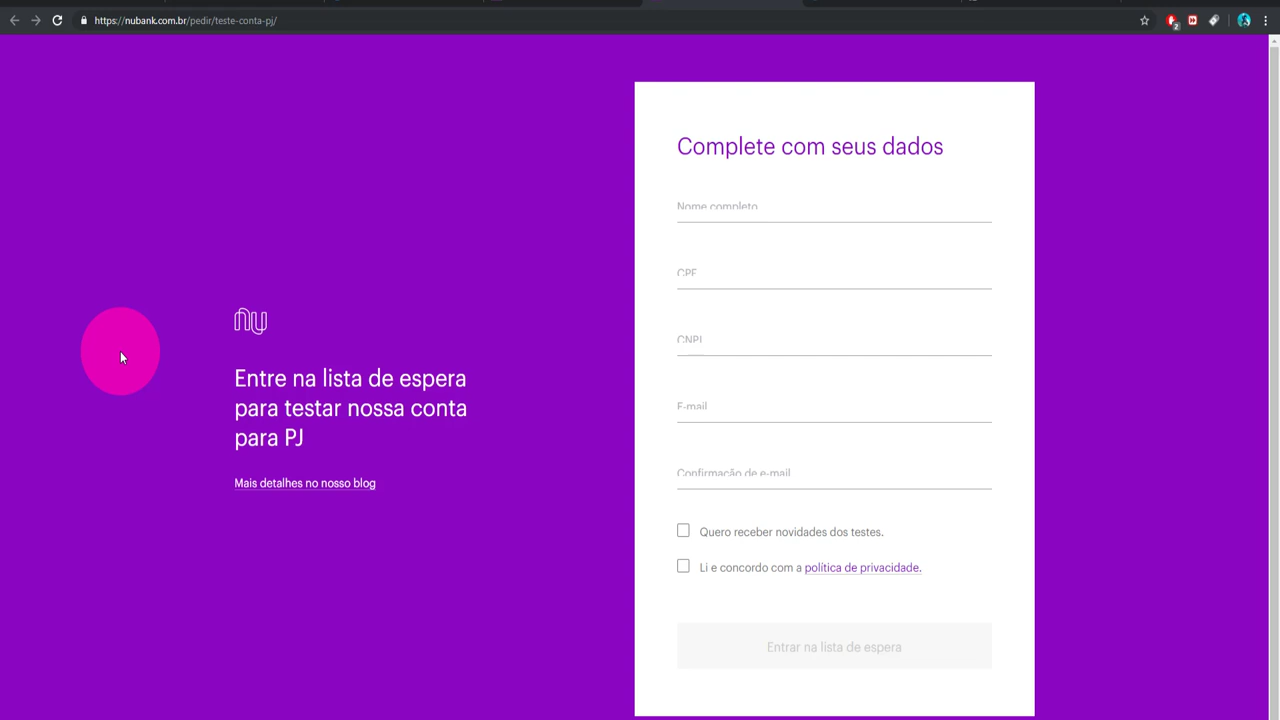 https://nubank.com.br/pedir/teste-conta-pj/
2
nu
Entre na lista de espera
para testar nossa conta
para PJ
Mais detalhes no nosso blog
Complete com seus dados
Nome completo
CPF
CNPJ
E-mail
Confirmação de e-mail
Quero receber novidades dos testes.
Li e concordo com a política de privacidade.
Entrar na lista de espera